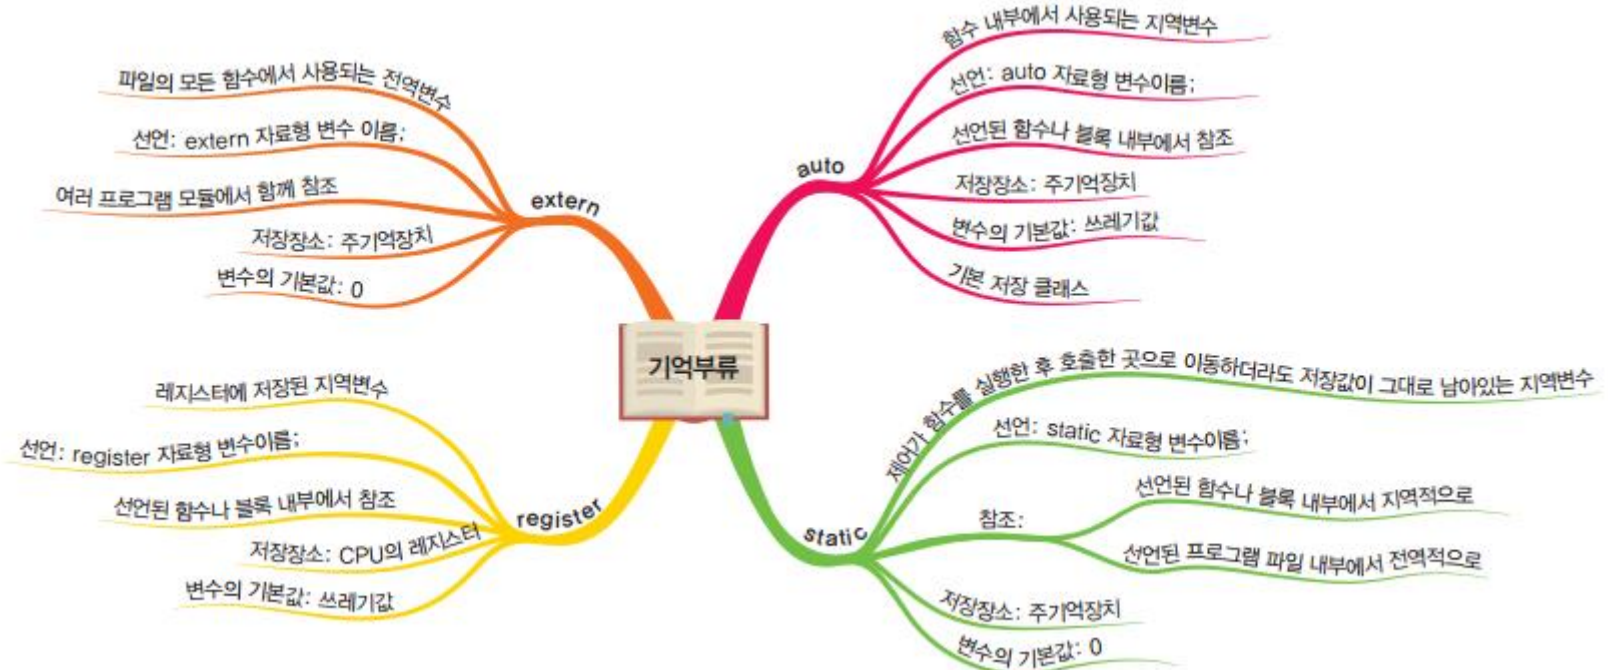 기억부류
extern
파일의 모든 함수에서 사용되는 전역변수
선언: extern 자료형 변수 이름;
여러 프로그램 모듈에서 함께 참조
저장장소: 주기억장치
변수의 기본값: 0
auto
함수 내부에서 사용되는 지역변수
선언: auto 자료형 변수이름;
선언된 함수나 블록 내부에서 참조
저장장소: 주기억장치
변수의 기본값: 쓰레기값
기본 저장 클래스
register
레지스터에 저장된 지역변수
선언: register 자료형 변수이름;
선언된 함수나 블록 내부에서 참조
저장장소: CPU의 레지스터
변수의 기본값: 쓰레기값
static
제어가 함수를 실행한 후 호출한 곳으로 이동하더라도 저장값이 그대로 남아있는 지역변수
선언: static 자료형 변수이름;
참조:
선언된 함수나 블록 내부에서 지역적으로
선언된 프로그램 파일 내부에서 전역적으로
저장장소: 주기억장치
변수의 기본값: 0